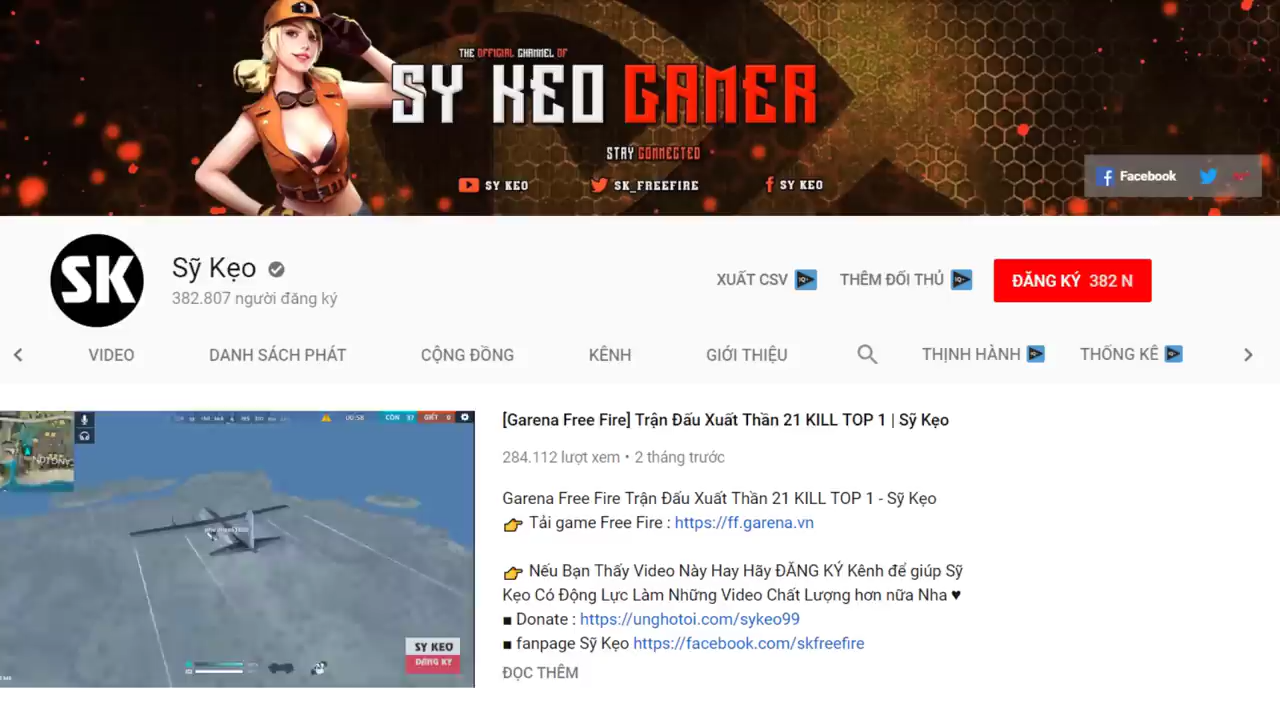 THE OFFICIAL CHANNEL OF
SY KEO GAMER
STAY CONNECTED
SY KEO
SK_FREEFIRE
SY KEO
Facebook
SK
Sỹ Kẹo
382.807 người đăng ký
XUẤT CSV
THÊM ĐỐI THỦ
ĐĂNG KÝ 382 N
VIDEO
DANH SÁCH PHÁT
CỘNG ĐỒNG
KÊNH
GIỚI THIỆU
THỊNH HÀNH
THỐNG KÊ
00:58
CÒN 37
GIẾT 0
SY KEO
ĐĂNG KÝ
[Garena Free Fire] Trận Đấu Xuất Thần 21 KILL TOP 1 | Sỹ Kẹo
284.112 lượt xem • 2 tháng trước
Garena Free Fire Trận Đấu Xuất Thần 21 KILL TOP 1 - Sỹ Kẹo
👉 Tải game Free Fire : https://ff.garena.vn
👉 Nếu Bạn Thấy Video Này Hay Hãy ĐĂNG KÝ Kênh để giúp Sỹ
Kẹo Có Động Lực Làm Những Video Chất Lượng hơn nữa Nha ♥
■ Donate : https://unghotoi.com/sykeo99
■ fanpage Sỹ Kẹo https://facebook.com/skfreefire
ĐỌC THÊM